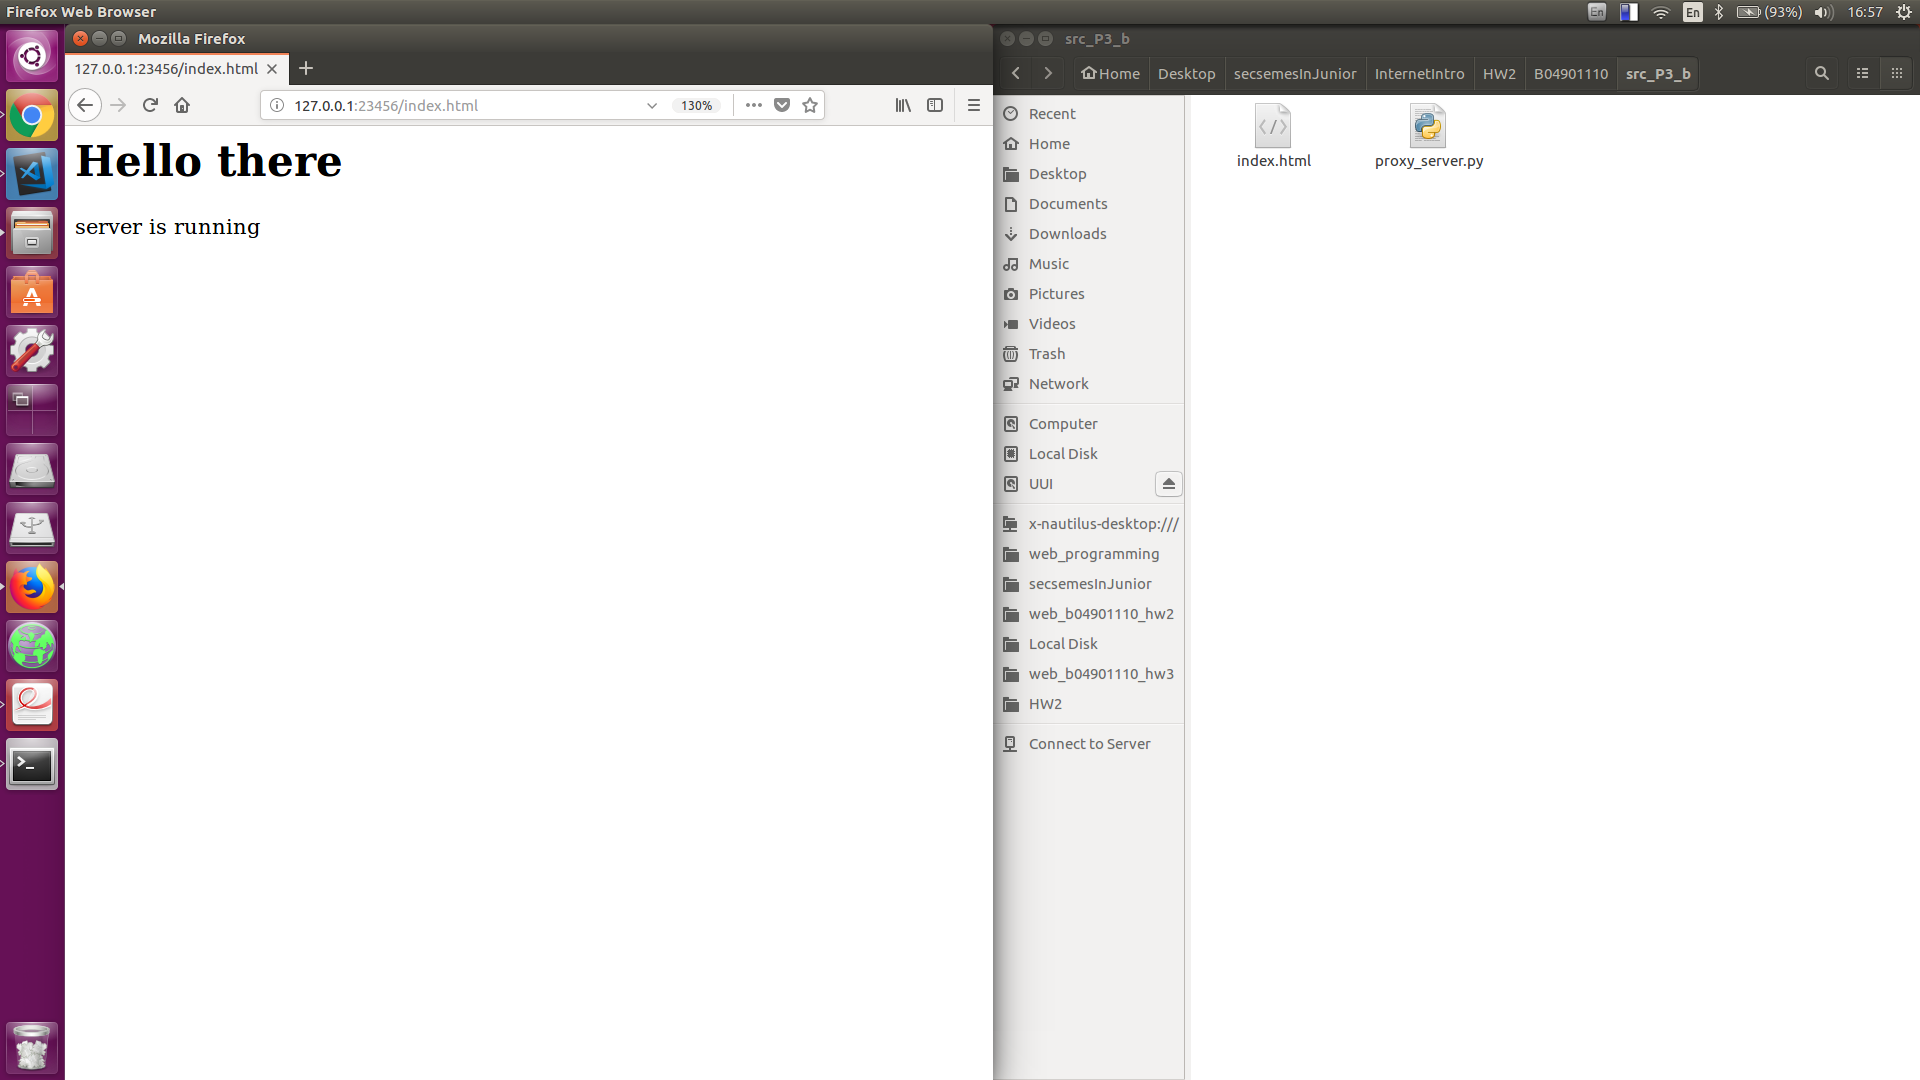 Firefox Web Browser
En
En
(93%)
16:57
Mozilla Firefox
127.0.0.1:23456/index.html
127.0.0.1:23456/index.html
130%
Hello there
server is running
src_P3_b
Home
Desktop
secsemesInJunior
InternetIntro
HW2
B04901110
src_P3_b
Recent
Home
Desktop
Documents
Downloads
Music
Pictures
Videos
Trash
Network
Computer
Local Disk
UUI
x-nautilus-desktop:///
web_programming
secsemesInJunior
web_b04901110_hw2
Local Disk
web_b04901110_hw3
HW2
Connect to Server
index.html
proxy_server.py